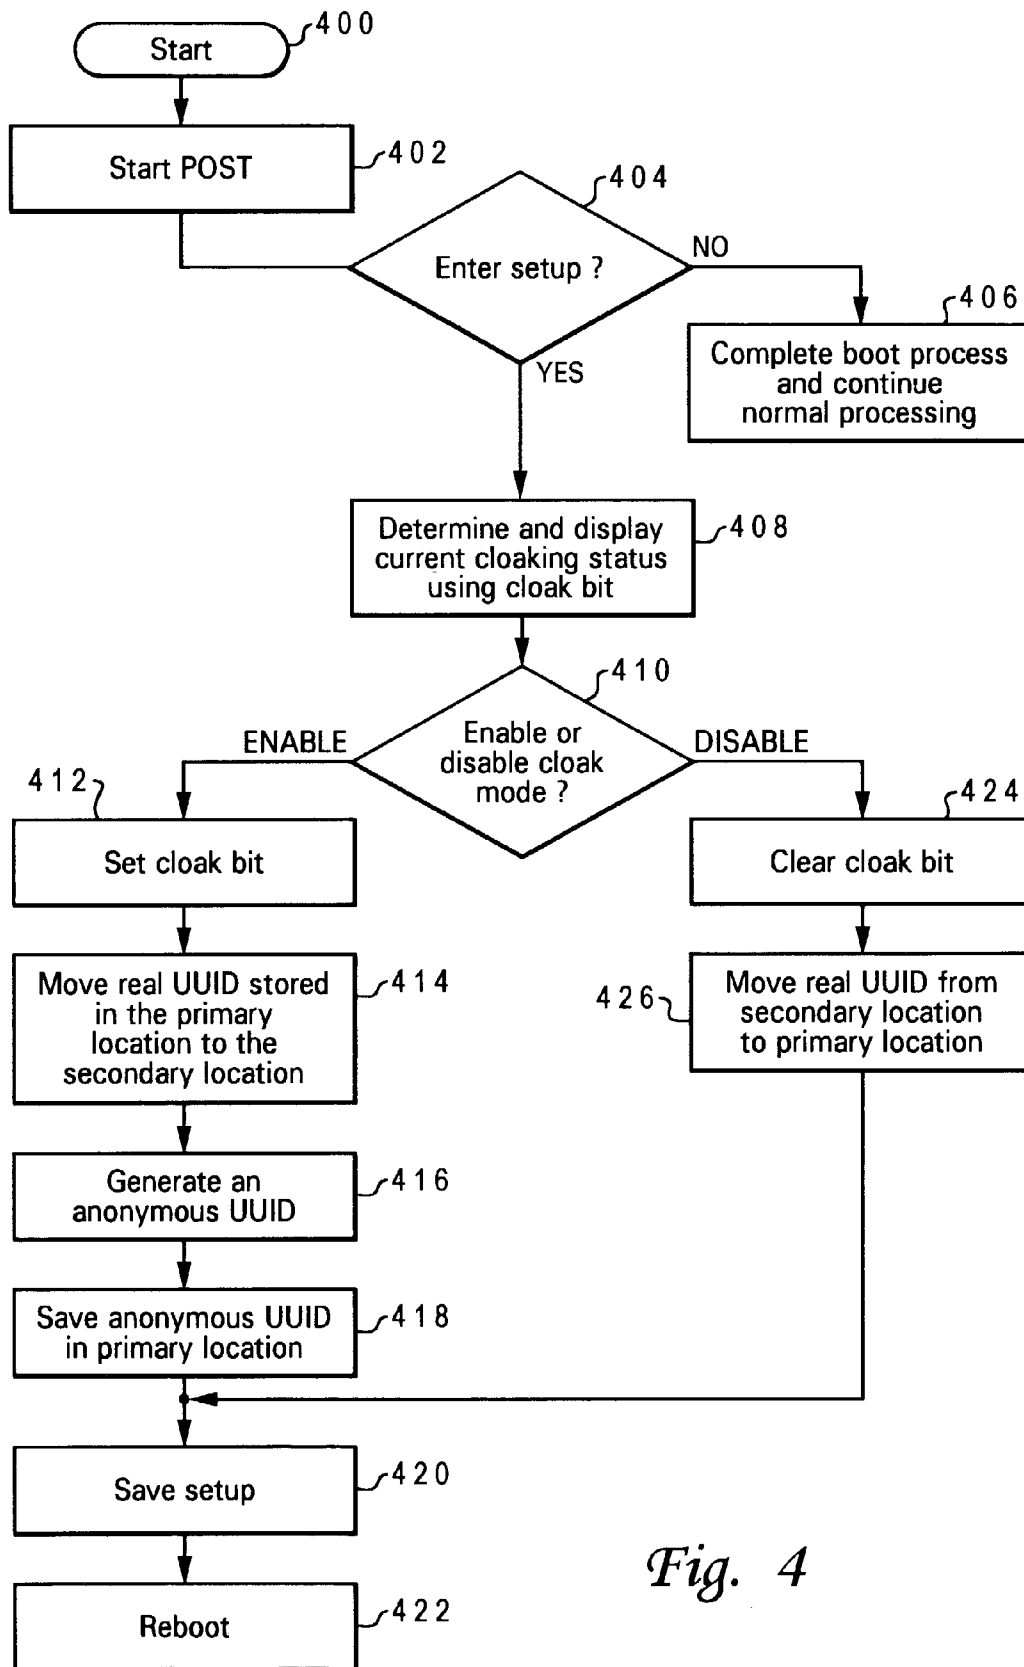 Start
400
Start POST
402
404
Enter setup ?
NO
YES
406
Complete boot process
and continue
normal processing
Determine and display
current cloaking status
using cloak bit
408
410
Enable or
disable cloak
mode ?
ENABLE
DISABLE
412
Set cloak bit
424
Clear cloak bit
Move real UUID stored
in the primary
location to the
secondary location
414
426
Move real UUID from
secondary location
to primary location
Generate an
anonymous UUID
416
Save anonymous UUID
in primary location
418
Save setup
420
Reboot
422
Fig. 4